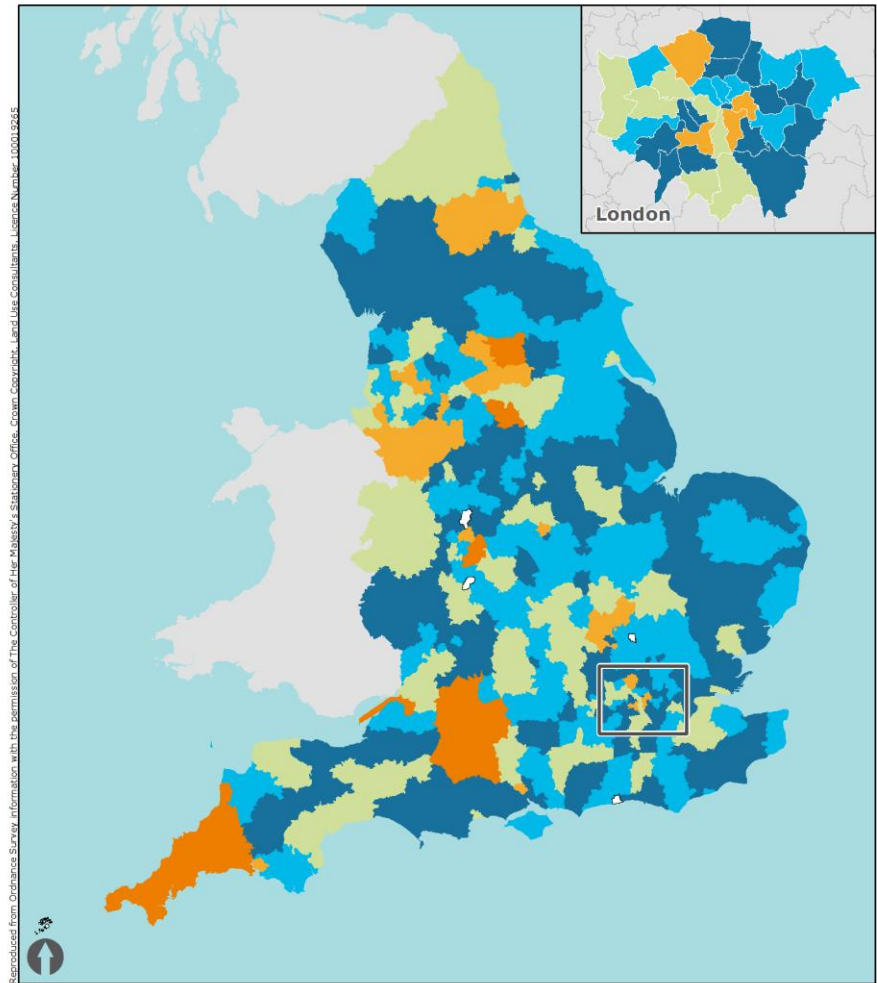 London
Reproduced from Ordnance Survey information with the permission of The Controller of Her Majesty's Stationery Office, Crown Copyright, Land Use Consultants, Licence Number 100019265